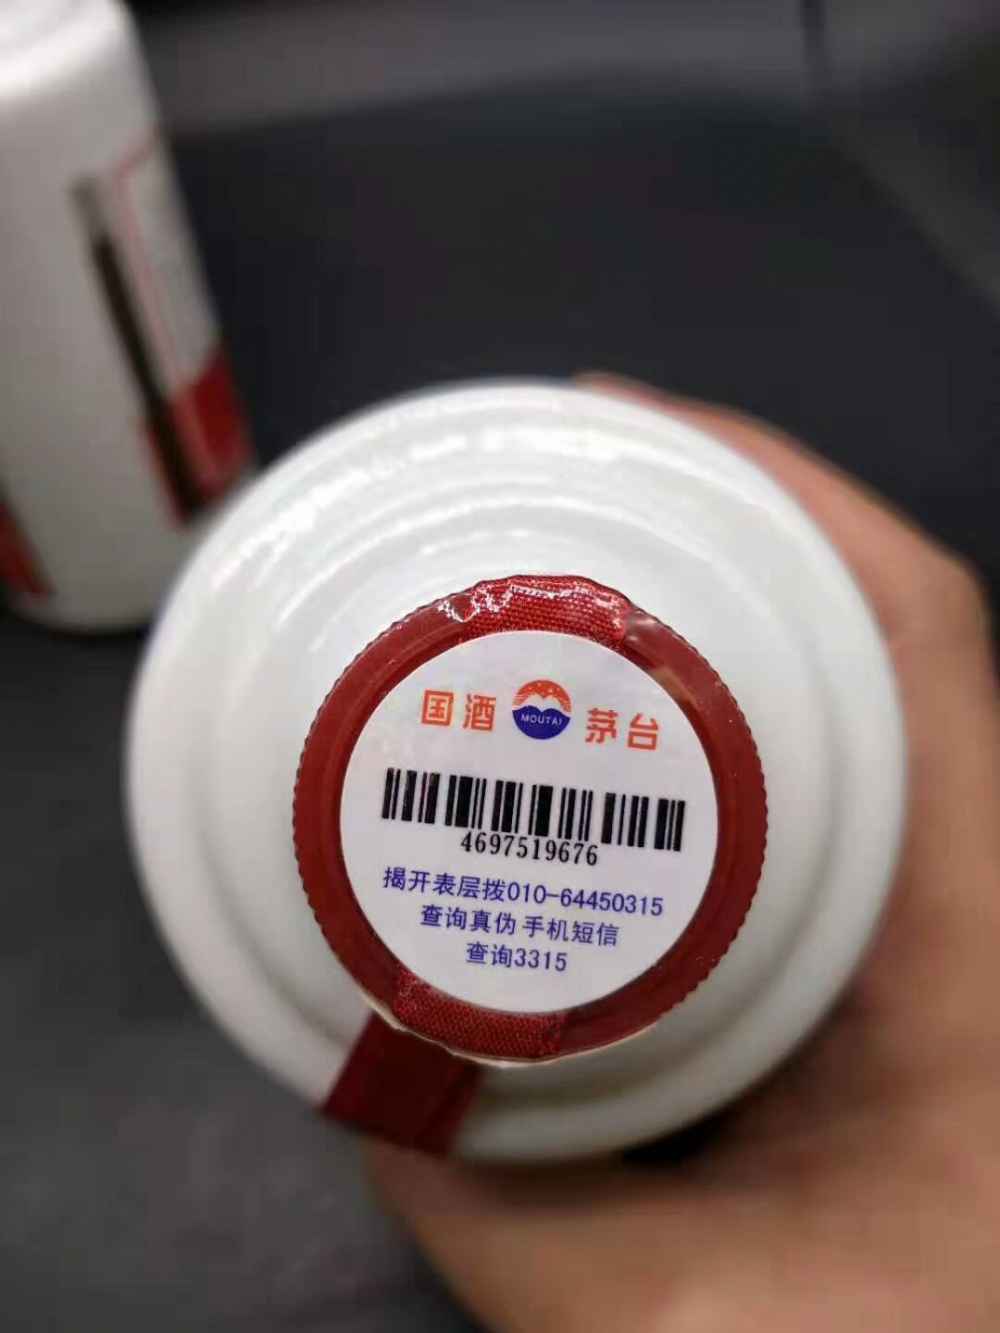 国酒 MOUTAI 茅台
4697519676
揭开表层拨010-64450315
查询真伪 手机短信
查询3315